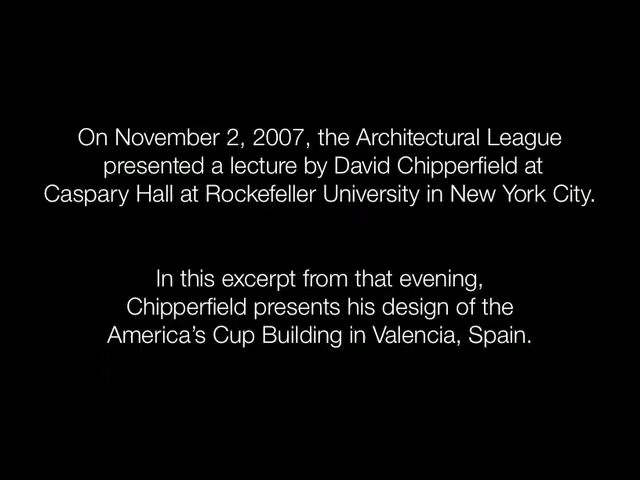 On November 2, 2007, the Architectural League
presented a lecture by David Chipperfield at
Caspary Hall at Rockefeller University in New York City.
In this excerpt from that evening,
Chipperfield presents his design of the
America’s Cup Building in Valencia, Spain.